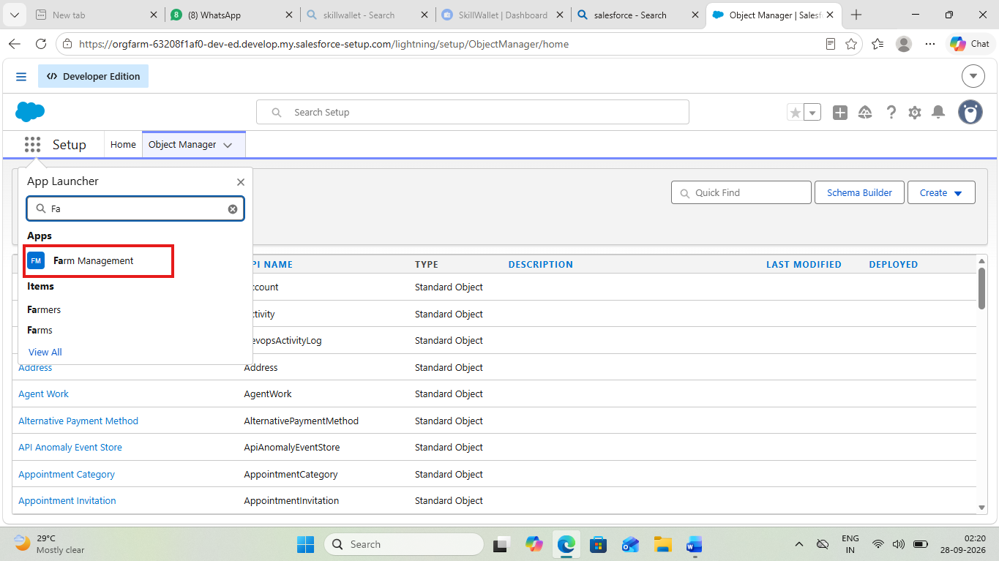 New tab
(8) WhatsApp
skillwallet - Search
SkillWallet | Dashboard
salesforce - Search
Object Manager | Salesf
https://orgfarm-63208f1af0-dev-ed.develop.my.salesforce-setup.com/lightning/setup/ObjectManager/home
Chat
Developer Edition
Search Setup
Setup
Home
Object Manager
App Launcher
Fa
Quick Find
Schema Builder
Create
Apps
FM
Farm Management
Items
Farmers
Farms
View All
PI NAME
TYPE
DESCRIPTION
LAST MODIFIED
DEPLOYED
ccount
Standard Object
ctivity
Standard Object
evopsActivityLog
Standard Object
Address
Address
Standard Object
Agent Work
AgentWork
Standard Object
Alternative Payment Method
AlternativePaymentMethod
Standard Object
API Anomaly Event Store
ApiAnomalyEventStore
Standard Object
Appointment Category
AppointmentCategory
Standard Object
Appointment Invitation
AppointmentInvitation
Standard Object
29°C
Mostly clear
Search
ENG
IN
02:20
28-09-2026